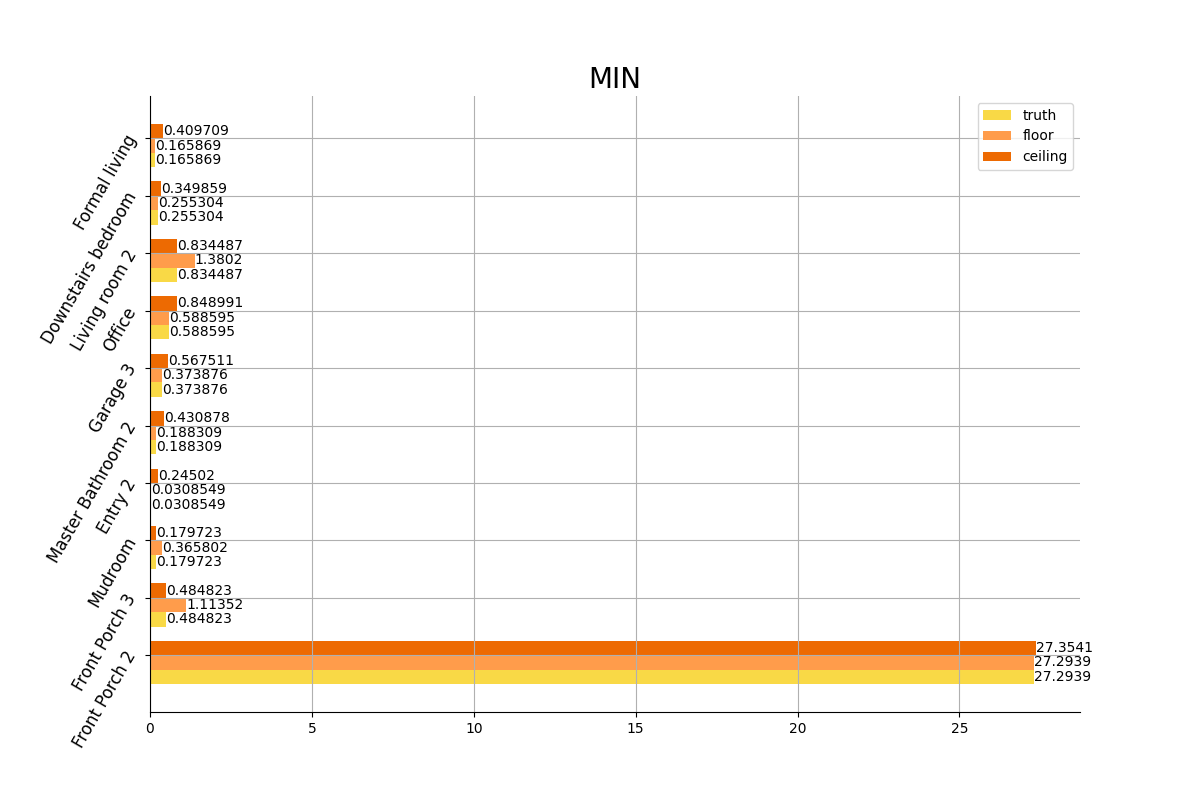 MIN
truth
floor
ceiling
Formal living
0.409709
0.165869
0.165869
Downstairs bedroom
0.349859
0.255304
0.255304
Living room 2
0.834487
1.3802
0.834487
Office
0.848991
0.588595
0.588595
Garage 3
0.567511
0.373876
0.373876
Master Bathroom 2
0.430878
0.188309
0.188309
Entry 2
0.24502
0.0308549
0.0308549
Mudroom
0.179723
0.365802
0.179723
Front Porch 3
0.484823
1.11352
0.484823
Front Porch 2
27.3541
27.2939
27.2939
0 5 10 15 20 25